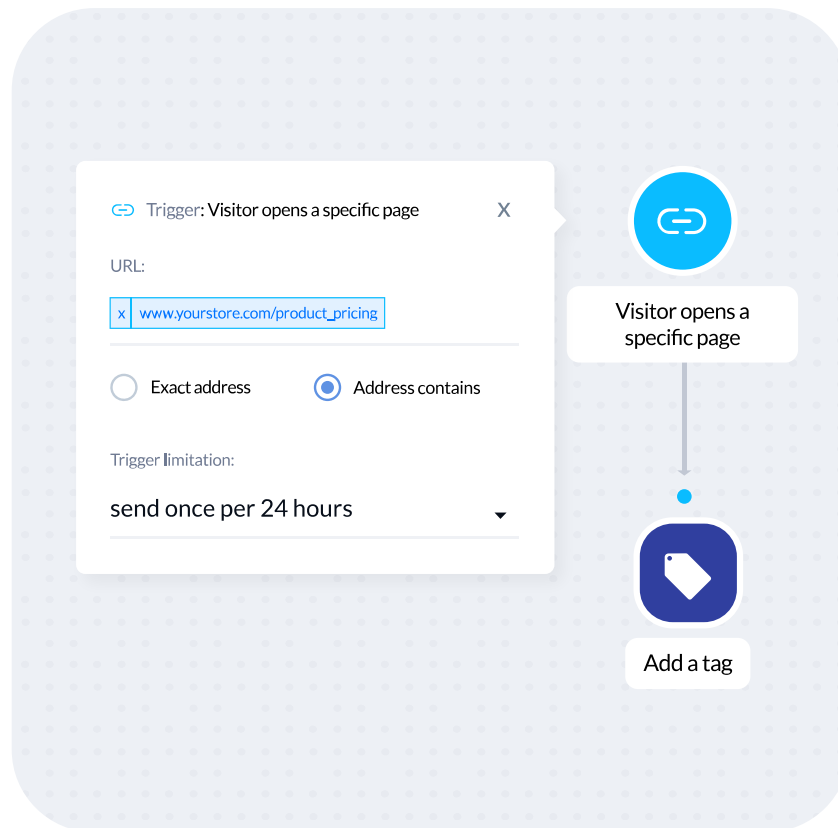 Trigger: Visitor opens a specific page
X
URL:
x www.yourstore.com/product_pricing
Exact address
Address contains
Trigger limitation:
send once per 24 hours
Visitor opens a
specific page
Add a tag